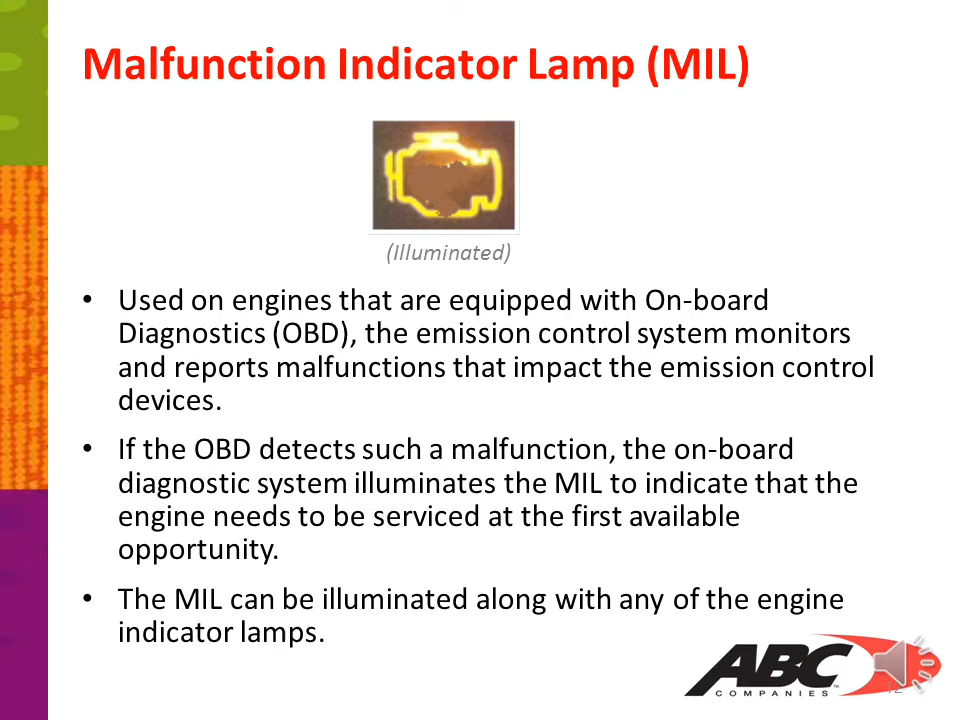 Malfunction Indicator Lamp (MIL)
(Illuminated)
• Used on engines that are equipped with On-board
Diagnostics (OBD), the emission control system monitors
and reports malfunctions that impact the emission control
devices.
• If the OBD detects such a malfunction, the on-board
diagnostic system illuminates the MIL to indicate that the
engine needs to be serviced at the first available
opportunity.
• The MIL can be illuminated along with any of the engine
indicator lamps.
ABC
COMPANIES™